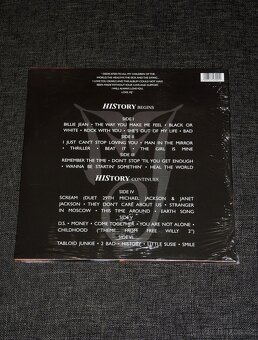 HISTORY BEGINS
SIDE I
BILLIE JEAN • THE WAY YOU MAKE ME FEEL • BLACK OR
WHITE • ROCK WITH YOU • SHE'S OUT OF MY LIFE • BAD
SIDE II
I JUST CAN'T STOP LOVING YOU • MAN IN THE MIRROR
• THRILLER • BEAT IT • THE GIRL IS MINE
SIDE III
REMEMBER THE TIME • DON'T STOP 'TIL YOU GET ENOUGH
• WANNA BE STARTIN' SOMETHIN' • HEAL THE WORLD
HISTORY CONTINUES
SIDE IV
SCREAM (DUET 29TH MICHAEL JACKSON & JANET
JACKSON • THEY DON'T CARE ABOUT US • STRANGER
IN MOSCOW • THIS TIME AROUND • EARTH SONG
SIDE V
D.S. • MONEY • COME TOGETHER • YOU ARE NOT ALONE •
CHILDHOOD ("THEME FROM FREE WILLY 2")
SIDE VI
TABLOID JUNKIE • 2 BAD • HISTORY • LITTLE SUSIE • SMILE